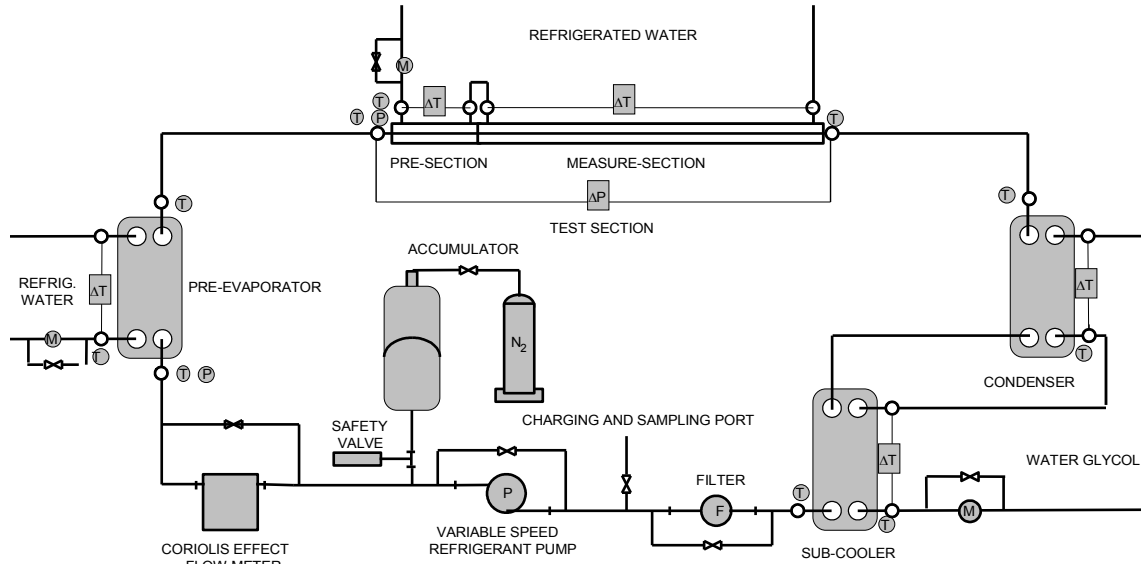 REFRIGERATED WATER
M
T
ΔT
ΔT
T
P
T
PRE-SECTION
MEASURE-SECTION
T
T
ΔP
TEST SECTION
ACCUMULATOR
REFRIG.
WATER
ΔT
PRE-EVAPORATOR
ΔT
M
T
N2
T
CONDENSER
T
P
SAFETY
VALVE
CHARGING AND SAMPLING PORT
ΔT
WATER GLYCOL
FILTER
P
T
F
T
M
VARIABLE SPEED
REFRIGERANT PUMP
SUB-COOLER
CORIOLIS EFFECT
FLOW METER